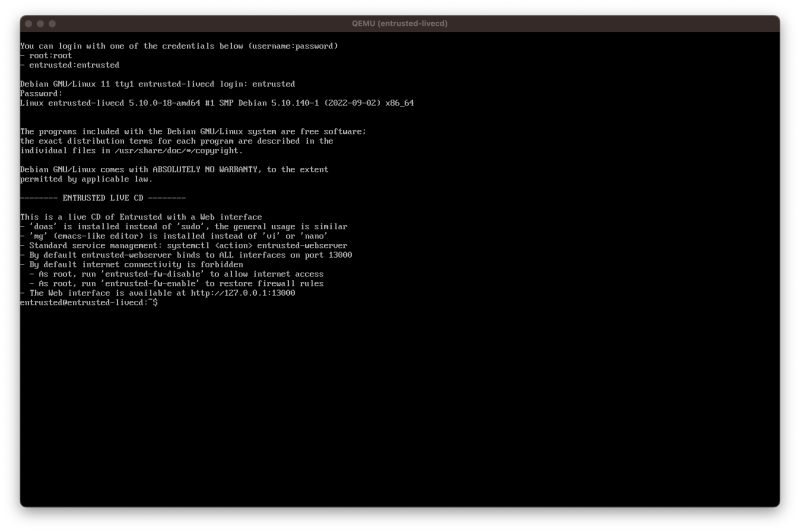 QEMU (entrusted-livecd)
You can login with one of the credentials below (username:password)
- root:root
- entrusted:entrusted
Debian GNU/Linux 11 tty1 entrusted-livecd login: entrusted
Password:
Linux entrusted-livecd 5.10.0-18-amd64 #1 SMP Debian 5.10.140-1 (2022-09-02) x86_64
The programs included with the Debian GNU/Linux system are free software;
the exact distribution terms for each program are described in the
individual files in /usr/share/doc/*/copyright.
Debian GNU/Linux comes with ABSOLUTELY NO WARRANTY, to the extent
permitted by applicable law.
-------- ENTRUSTED LIVE CD --------
This is a live CD of Entrusted with a Web interface
- 'doas' is installed instead of 'sudo', the general usage is similar
- 'mg' (emacs-like editor) is installed instead of 'vi' or 'nano'
- Standard service management: systemctl <action> entrusted-webserver
- By default entrusted-webserver binds to ALL interfaces on port 13000
- By default internet connectivity is forbidden
  - As root, run 'entrusted-fw-disable' to allow internet access
  - As root, run 'entrusted-fw-enable' to restore firewall rules
- The Web interface is available at http://127.0.0.1:13000
entrusted@entrusted-livecd:~$